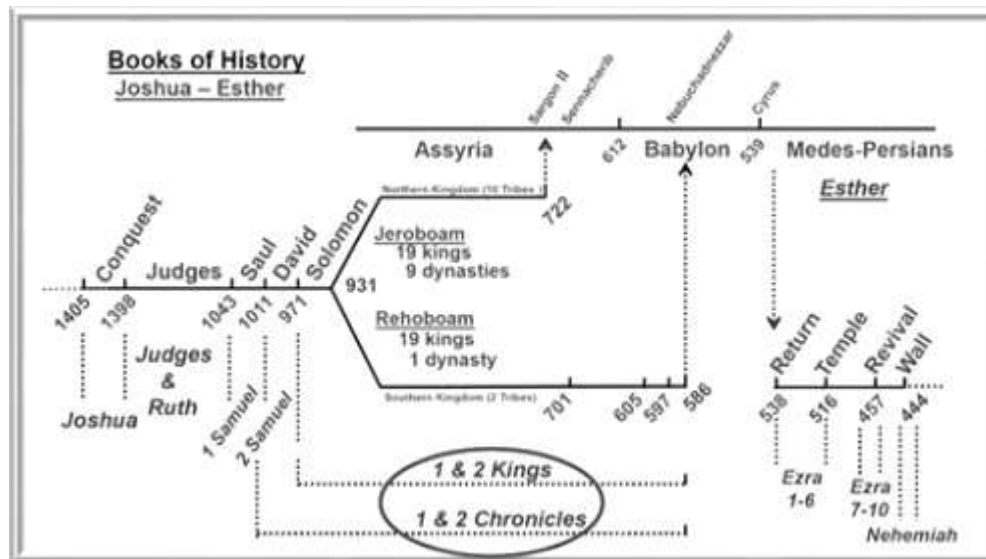 Books of History
Joshua – Esther
Sargon II
Sennacherib
Nebuchadnezzar
Cyrus
Assyria
612
Babylon
539
Medes-Persians
Esther
Northern Kingdom (10 Tribes)
722
Conquest
Judges
Saul
David
Solomon
Jeroboam
19 kings
9 dynasties
1405
1398
1043
1011
971
931
Rehoboam
19 kings
1 dynasty
Southern Kingdom (2 Tribes)
701
605
597
586
Return
Temple
Revival
Wall
538
516
457
444
Joshua
Judges
&
Ruth
1 Samuel
2 Samuel
1 & 2 Kings
1 & 2 Chronicles
Ezra
1-6
Ezra
7-10
Nehemiah